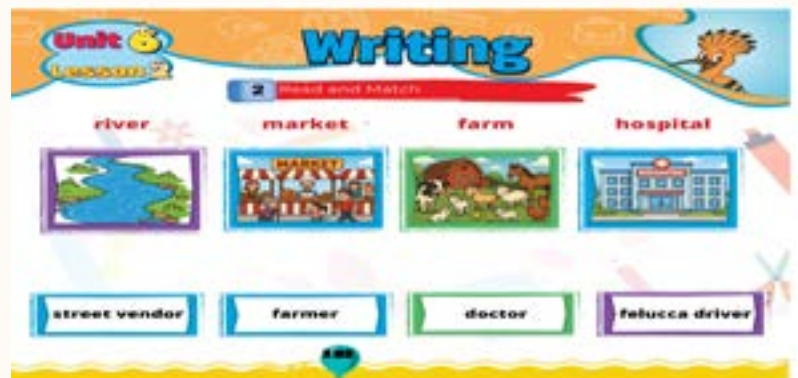 Unit 6
Writing
Lesson 2
2 Read and Match
river market farm hospital
MARKET
street vendor farmer doctor felucca driver